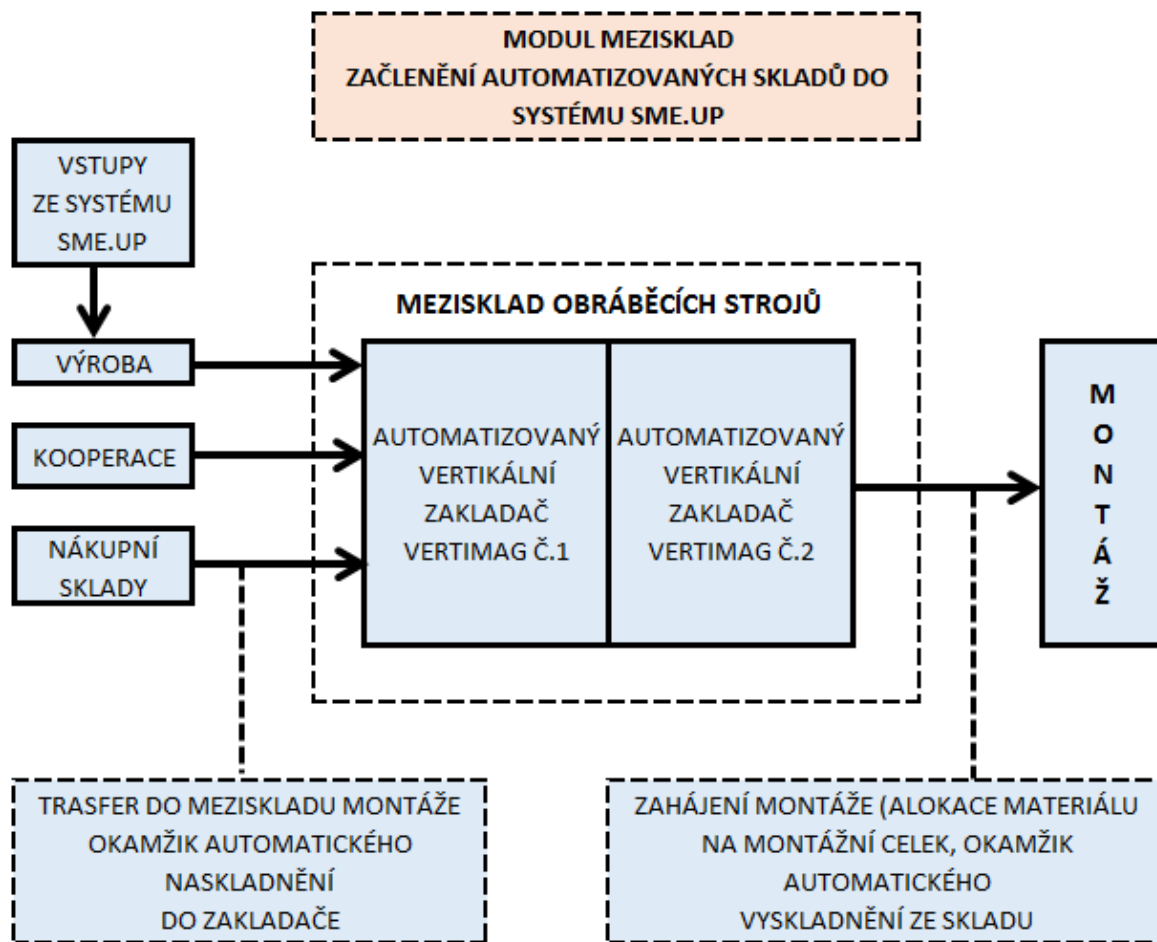 MODUL MEZISKLAD
ZAČLENĚNÍ AUTOMATIZOVANÝCH SKLADŮ DO
SYSTÉMU SME.UP
VSTUPY
ZE SYSTÉMU
SME.UP
MEZISKLAD OBRÁBĚCÍCH STROJŮ
VÝROBA
KOOPERACE
NÁKUPNÍ
SKLADY
AUTOMATIZOVANÝ
VERTIKÁLNÍ
ZAKLADAČ
VERTIMAG Č.1
AUTOMATIZOVANÝ
VERTIKÁLNÍ
ZAKLADAČ
VERTIMAG Č.2
M
O
N
T
Á
Ž
TRASFER DO MEZISKLADU MONTÁŽE
OKAMŽIK AUTOMATICKÉHO
NASKLADNĚNÍ
DO ZAKLADAČE
ZAHÁJENÍ MONTÁŽE (ALOKACE MATERIÁLU
NA MONTÁŽNÍ CELEK, OKAMŽIK
AUTOMATICKÉHO
VYSKLADNĚNÍ ZE SKLADU